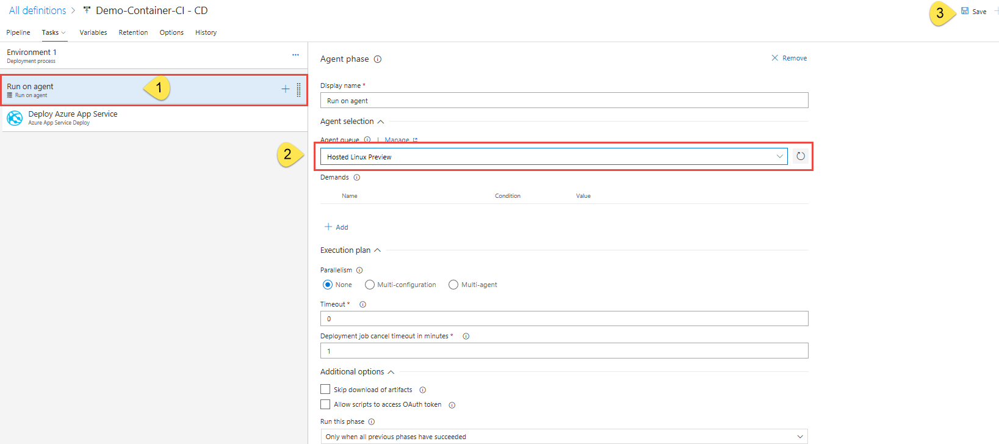 All definitions > Demo-Container-CI - CD
3
Save
Pipeline Tasks Variables Retention Options History
Environment 1
Deployment process
...
Run on agent
Run on agent
1
Deploy Azure App Service
Azure App Service Deploy
Agent phase
Remove
Display name *
Run on agent
Agent selection
Agent queue | Manage
2
Hosted Linux Preview
Demands
Name Condition Value
Add
Execution plan
Parallelism
None Multi-configuration Multi-agent
Timeout *
0
Deployment job cancel timeout in minutes *
1
Additional options
Skip download of artifacts
Allow scripts to access OAuth token
Run this phase
Only when all previous phases have succeeded